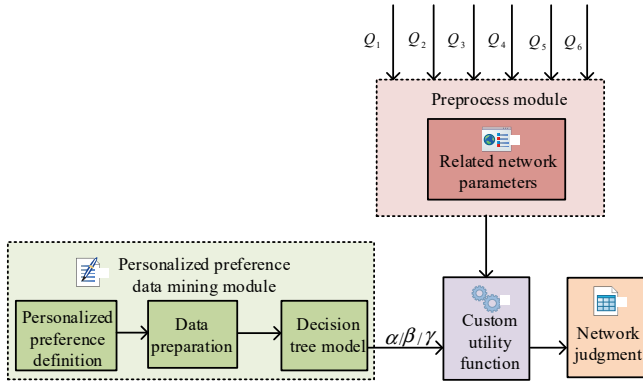 Q1 Q2 Q3 Q4 Q5 Q6
Preprocess module
Related network
parameters
Personalized preference
data mining module
Personalized
preference
definition
Data
preparation
Decision
tree model
α/β/γ
Custom
utility
function
Network
judgment